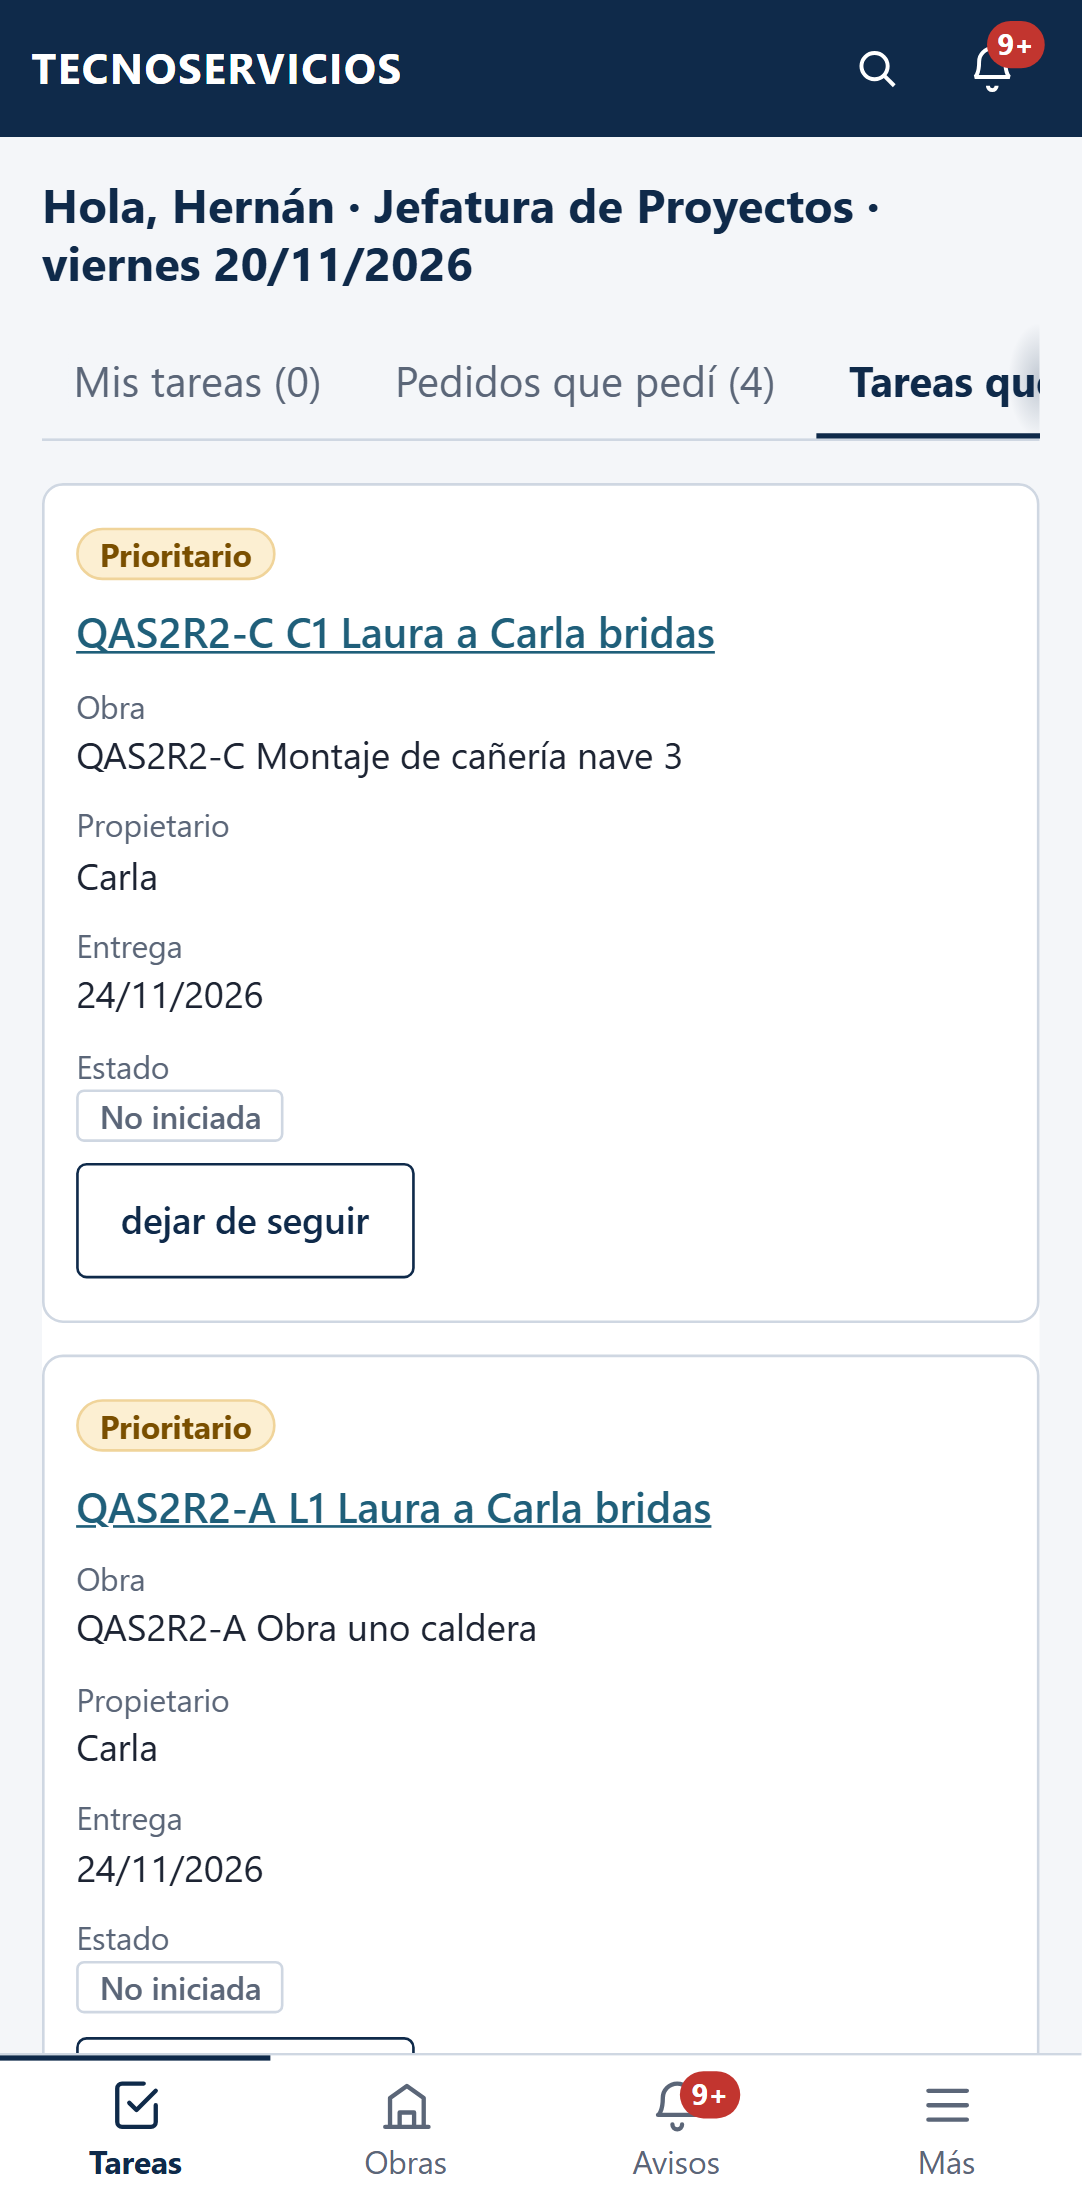 TECNOSERVICIOS
9+
Hola, Hernán · Jefatura de Proyectos ·
viernes 20/11/2026
Mis tareas (0)
Pedidos que pedí (4)
Tareas que
Prioritario
QAS2R2-C C1 Laura a Carla bridas
Obra
QAS2R2-C Montaje de cañería nave 3
Propietario
Carla
Entrega
24/11/2026
Estado
No iniciada
dejar de seguir
Prioritario
QAS2R2-A L1 Laura a Carla bridas
Obra
QAS2R2-A Obra uno caldera
Propietario
Carla
Entrega
24/11/2026
Estado
No iniciada
9+
Tareas
Obras
Avisos
Más